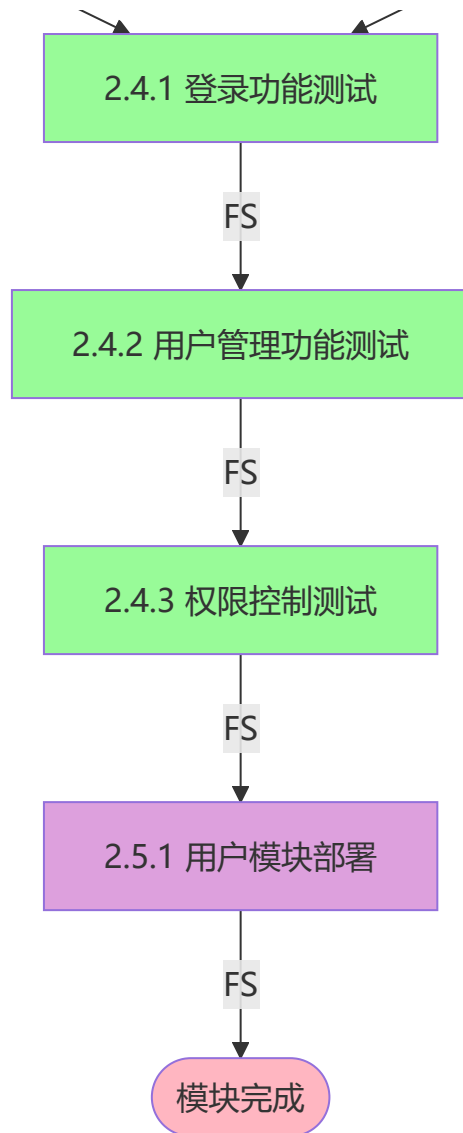 2.4.1 登录功能测试
FS
2.4.2 用户管理功能测试
FS
2.4.3 权限控制测试
FS
2.5.1 用户模块部署
FS
模块完成